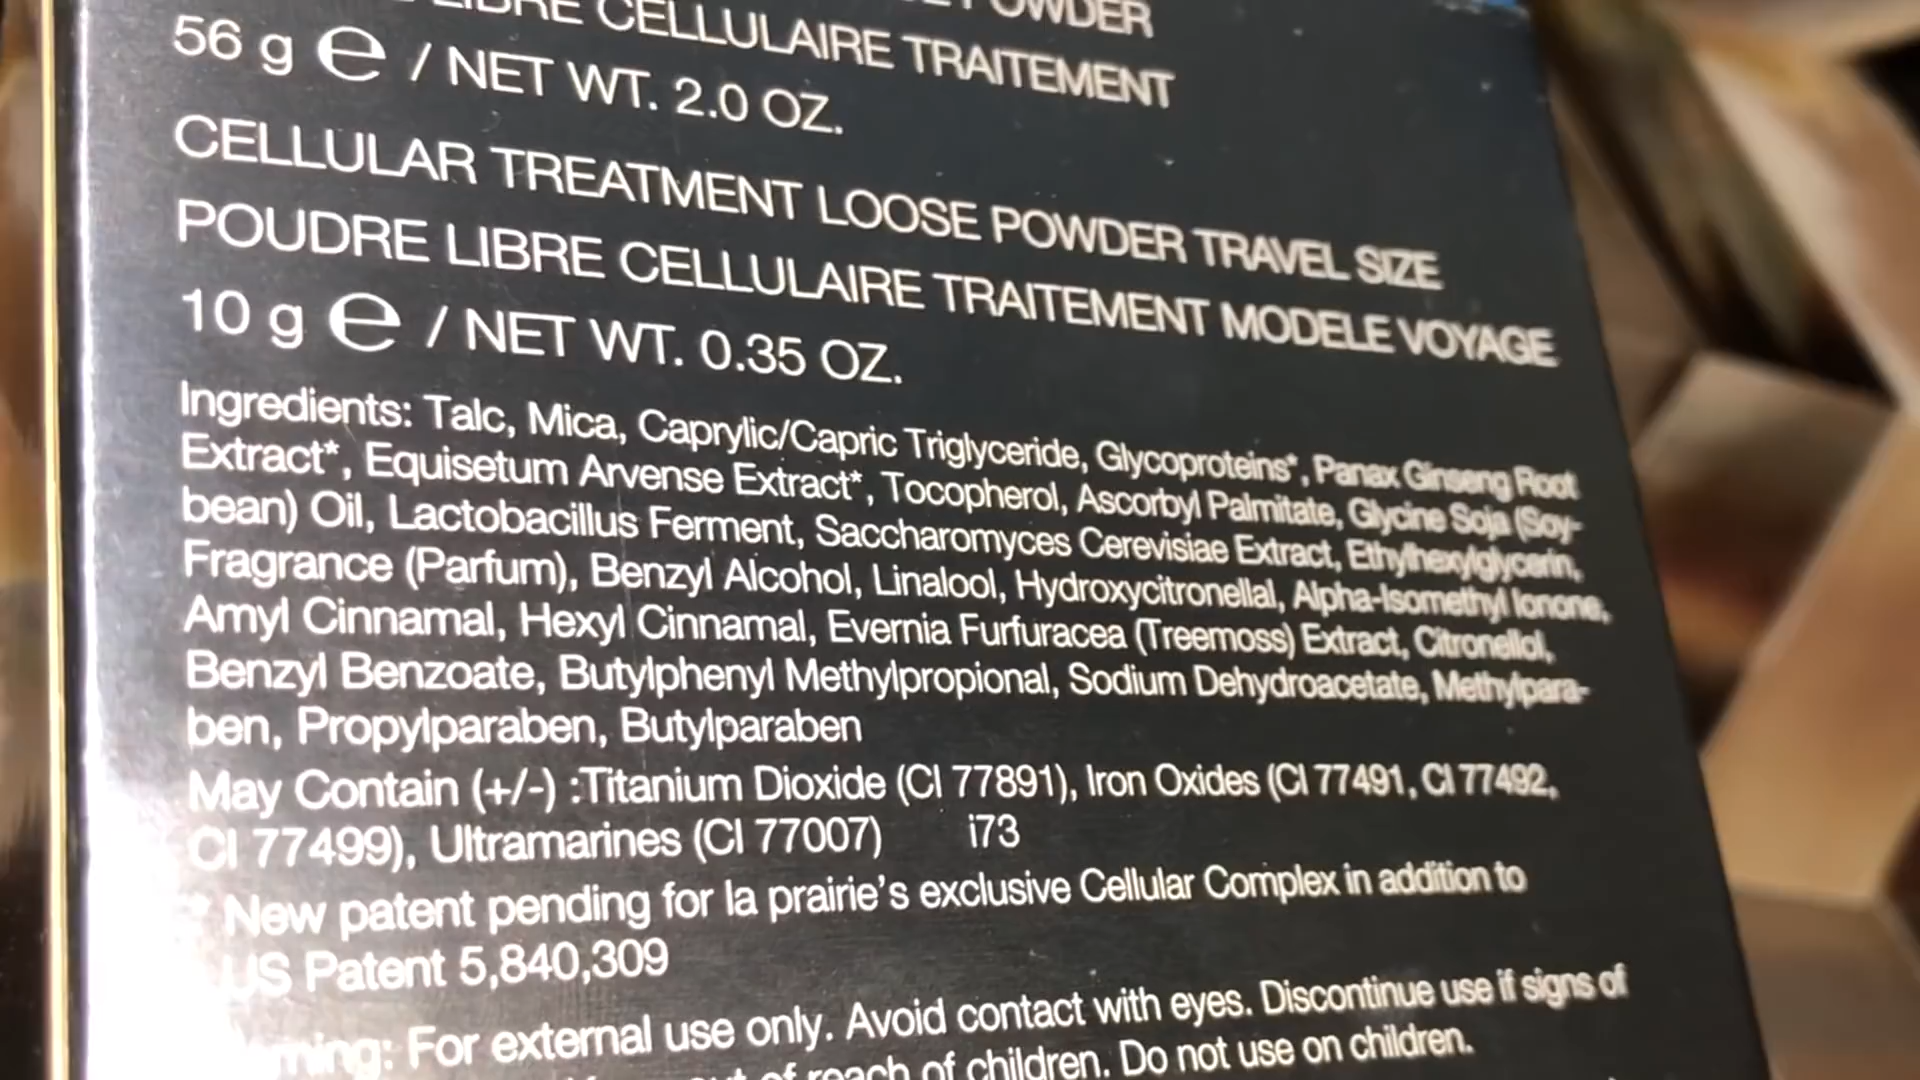 POWDER
LIBRE CELLULAIRE TRAITEMENT
56 g e / NET WT. 2.0 OZ.
CELLULAR TREATMENT LOOSE POWDER TRAVEL SIZE
POUDRE LIBRE CELLULAIRE TRAITEMENT MODELE VOYAGE
10 g e / NET WT. 0.35 OZ.
Ingredients: Talc, Mica, Caprylic/Capric Triglyceride, Glycoproteins*, Panax Ginseng Root
Extract*, Equisetum Arvense Extract*, Tocopherol, Ascorbyl Palmitate, Glycine Soja (Soy-
bean) Oil, Lactobacillus Ferment, Saccharomyces Cerevisiae Extract, Ethylhexylglycerin,
Fragrance (Parfum), Benzyl Alcohol, Linalool, Hydroxycitronellal, Alpha-Isomethyl Ionone,
Amyl Cinnamal, Hexyl Cinnamal, Evernia Furfuracea (Treemoss) Extract, Citronellol,
Benzyl Benzoate, Butylphenyl Methylpropional, Sodium Dehydroacetate, Methylpara-
ben, Propylparaben, Butylparaben
May Contain (+/-) :Titanium Dioxide (CI 77891), Iron Oxides (CI 77491, CI 77492,
CI 77499), Ultramarines (CI 77007) i73
* New patent pending for la prairie's exclusive Cellular Complex in addition to
US Patent 5,840,309
For external use only. Avoid contact with eyes. Discontinue use if signs of
out of reach of children. Do not use on children.